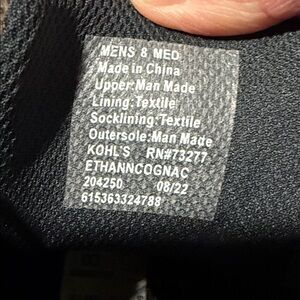 MENS 8 MED
Made in China
Upper:Man Made
Lining:Textile
Socklining:Textile
Outersole:Man Made
KOHL'S RN#73277
ETHANNCOGNAC
204250 08/22
615363324788